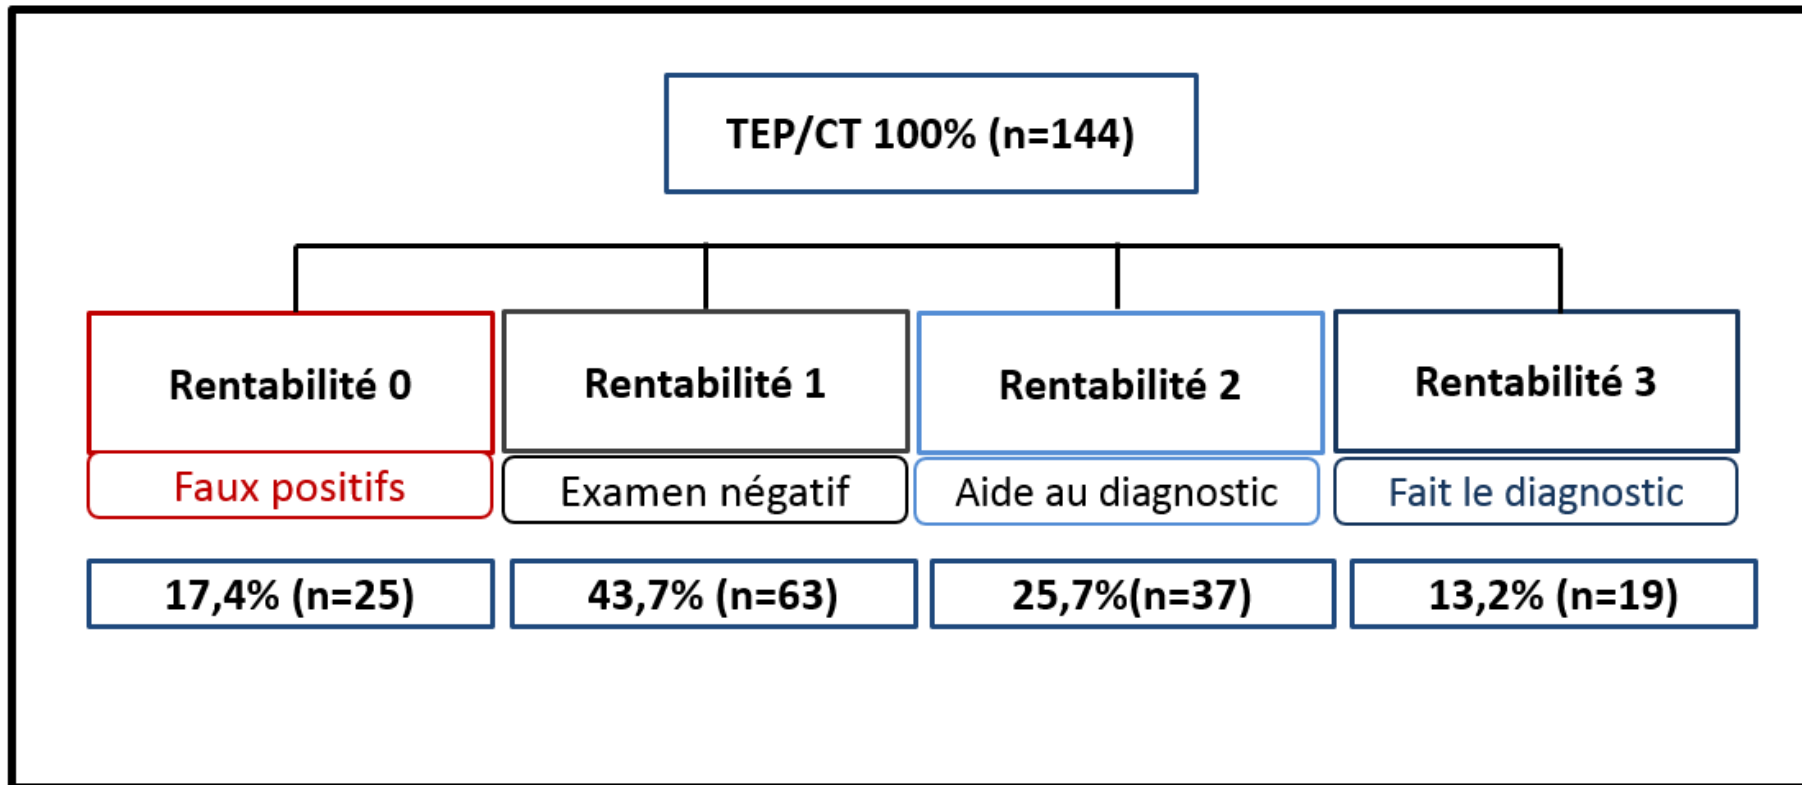 TEP/CT 100% (n=144)
Rentabilité 0
Rentabilité 1
Rentabilité 2
Rentabilité 3
Faux positifs
Examen négatif
Aide au diagnostic
Fait le diagnostic
17,4% (n=25)
43,7% (n=63)
25,7%(n=37)
13,2% (n=19)